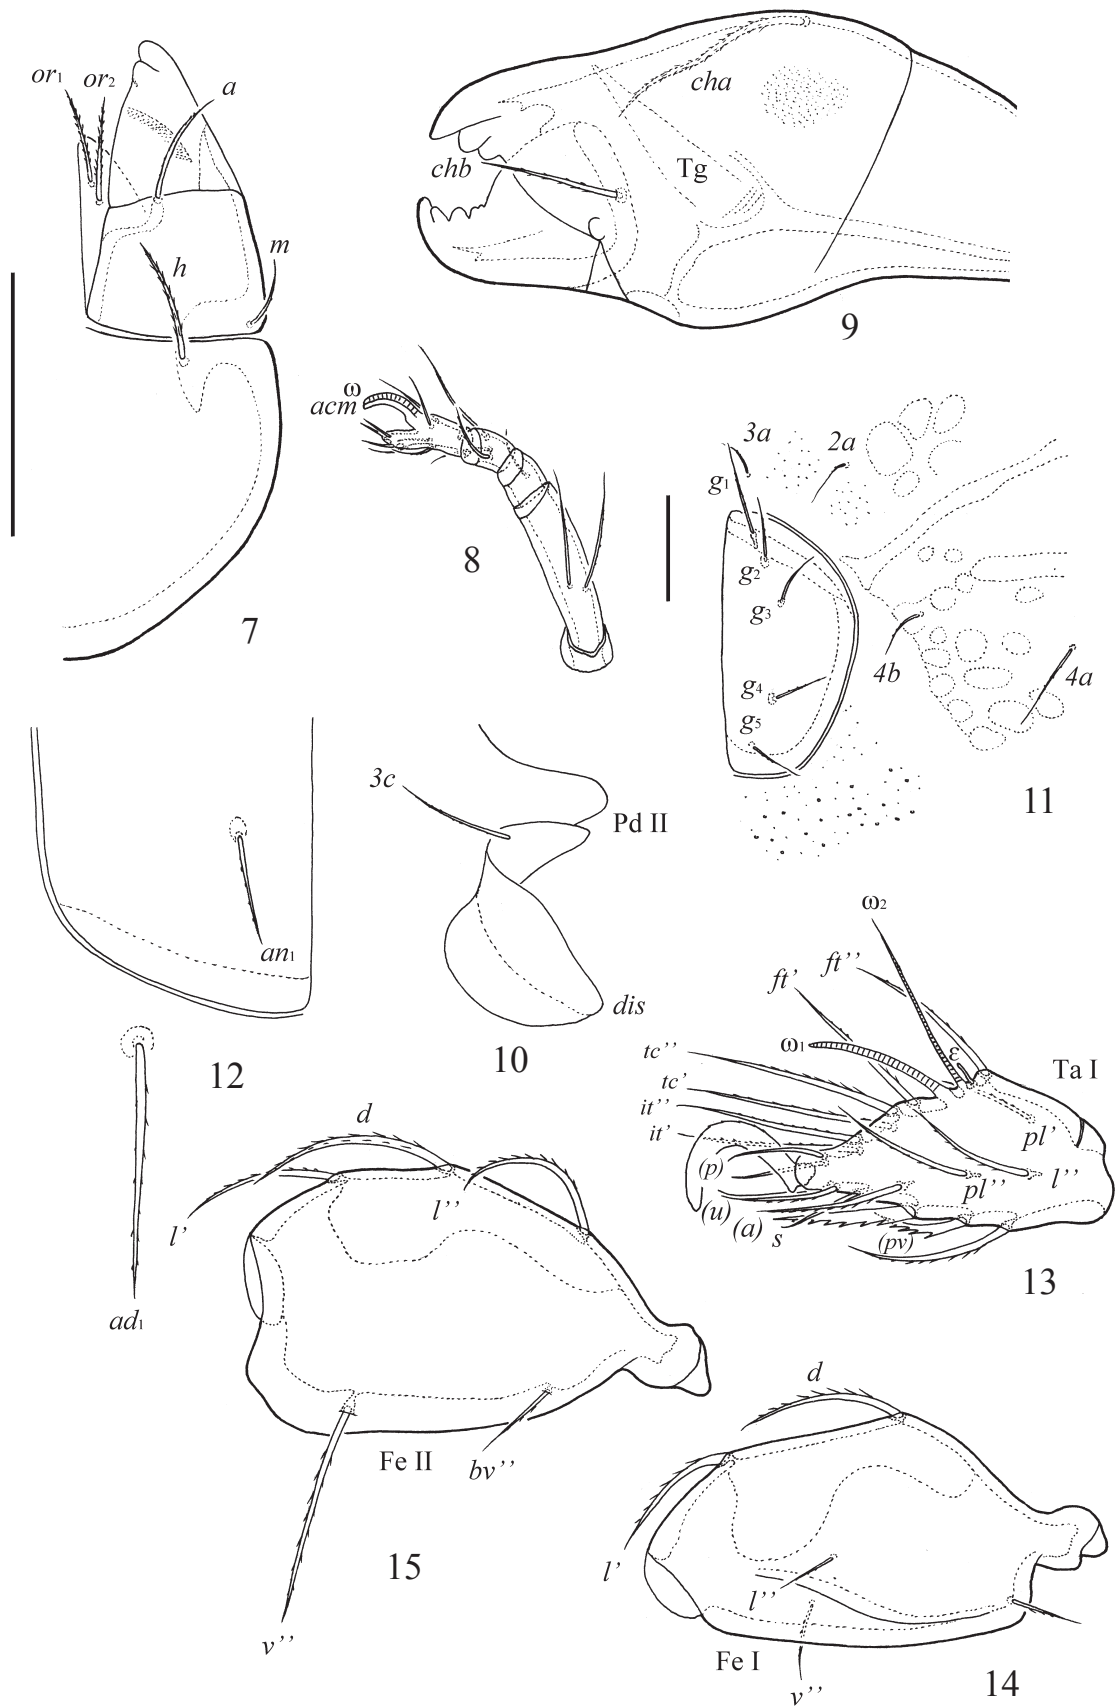 or1 or2 a
h m
7
cha
chb Tg
9
ω
acm
8
3a 2a
g1
g2
g3
g4
g5
4b 4a
11
an1
12
ad1
3c
Pd II
dis
10
ω2
ft’ ft’’
ω1 ε
tc’’ Ta I
tc’
it’’
it’
pl’
(p) pl’’ l’’
(u) (a) s (pv)
13
d
l’ l’’
Fe II bv’’
15
v’’
d
l’
l’’
Fe I
v’’
14